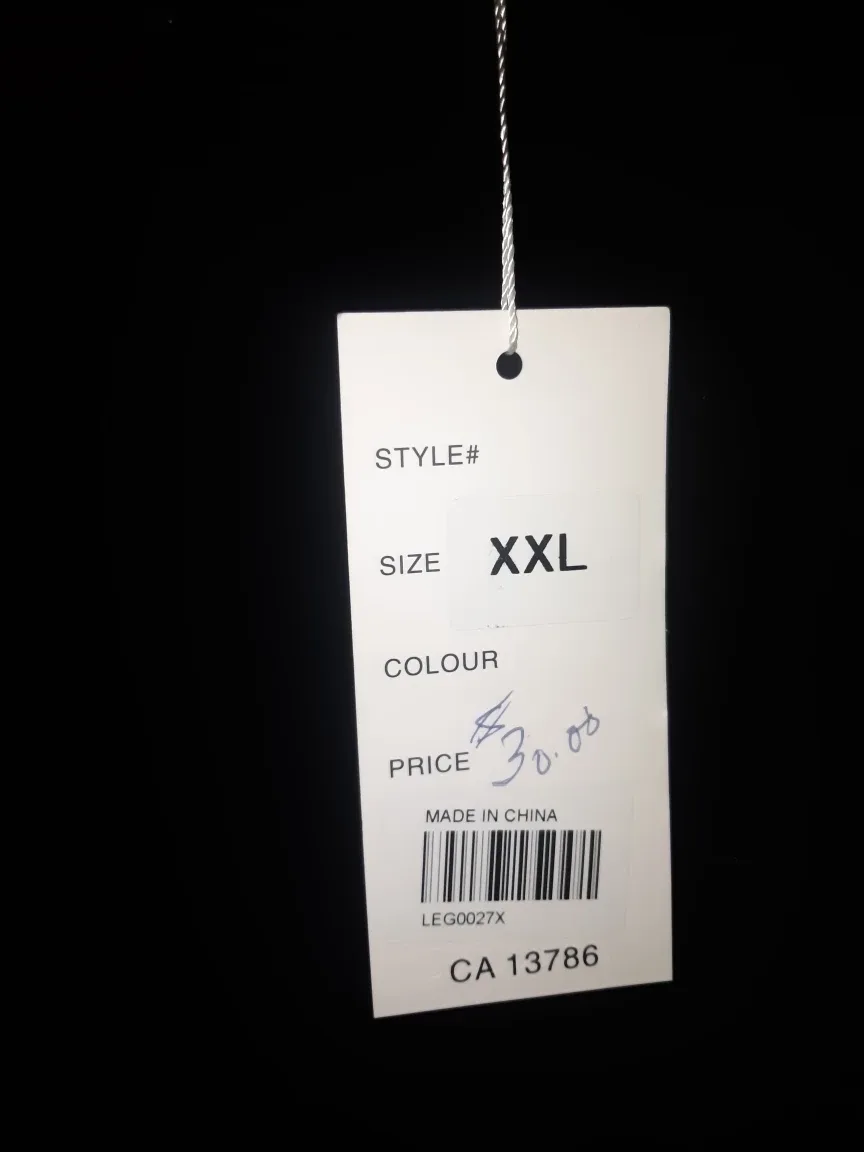 STYLE#
SIZE XXL
COLOUR
PRICE $30.00
MADE IN CHINA
LEG0027X
CA 13786